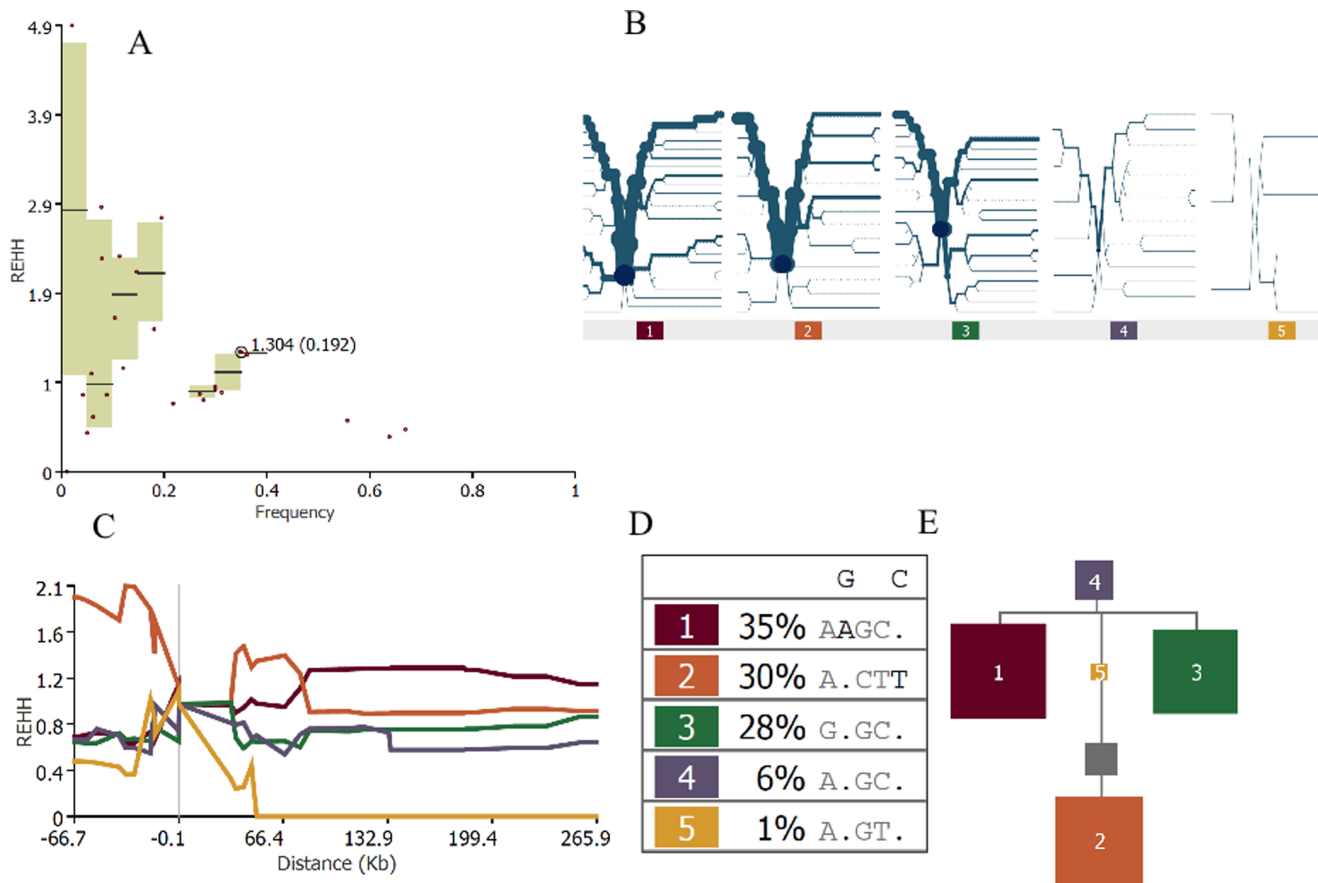 A
4.9
3.9
2.9
1.9
1
0
REHH
1.304 (0.192)
0
0.2
0.4
0.6
0.8
1
Frequency
B
1
2
3
4
5
C
2.1
1.6
1.2
0.8
0.4
0
REHH
-66.7
-0.1
66.4
132.9
199.4
265.9
Distance (Kb)
D
G C
1 35% AAGC.
2 30% A.CTT
3 28% G.GC.
4 6% A.GC.
5 1% A.GT.
E
4
1
5
3
2